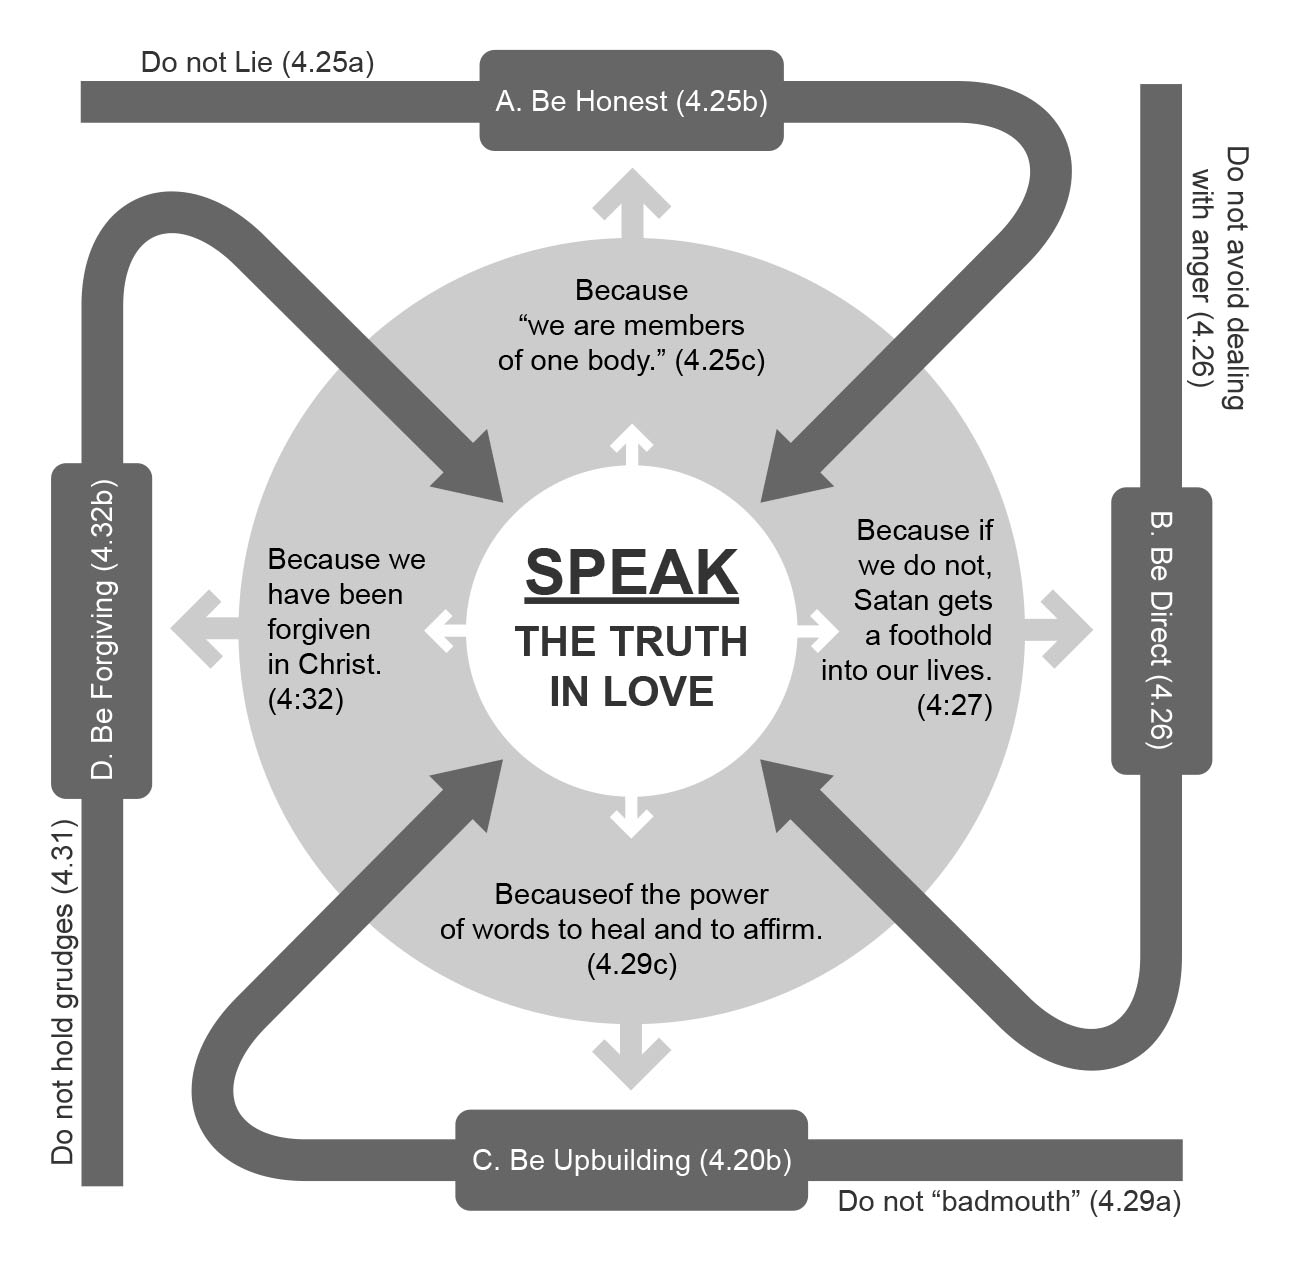 Do not Lie (4.25a)
A. Be Honest (4.25b)
Do not avoid dealing
with anger (4.26)
B. Be Direct (4.26)
Because
“we are members
of one body.” (4.25c)
Because if
we do not,
Satan gets
a foothold
into our lives.
(4:27)
SPEAK
THE TRUTH
IN LOVE
Because we
have been
forgiven
in Christ.
(4:32)
Becauseof the power
of words to heal and to affirm.
(4.29c)
C. Be Upbuilding (4.20b)
Do not “badmouth” (4.29a)
D. Be Forgiving (4.32b)
Do not hold grudges (4.31)